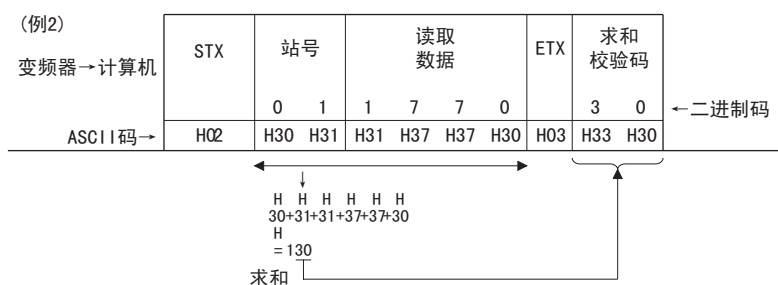 (例2)
变频器→计算机
STX 站号 读取 数据 ETX 求和 校验码
0 1 1 7 7 0 3 0 ←二进制码
ASCII码→ H02 H30 H31 H31 H37 H37 H30 H03 H33 H30
↓
H H H H H H
30+31+31+37+37+30
H
=130
求和